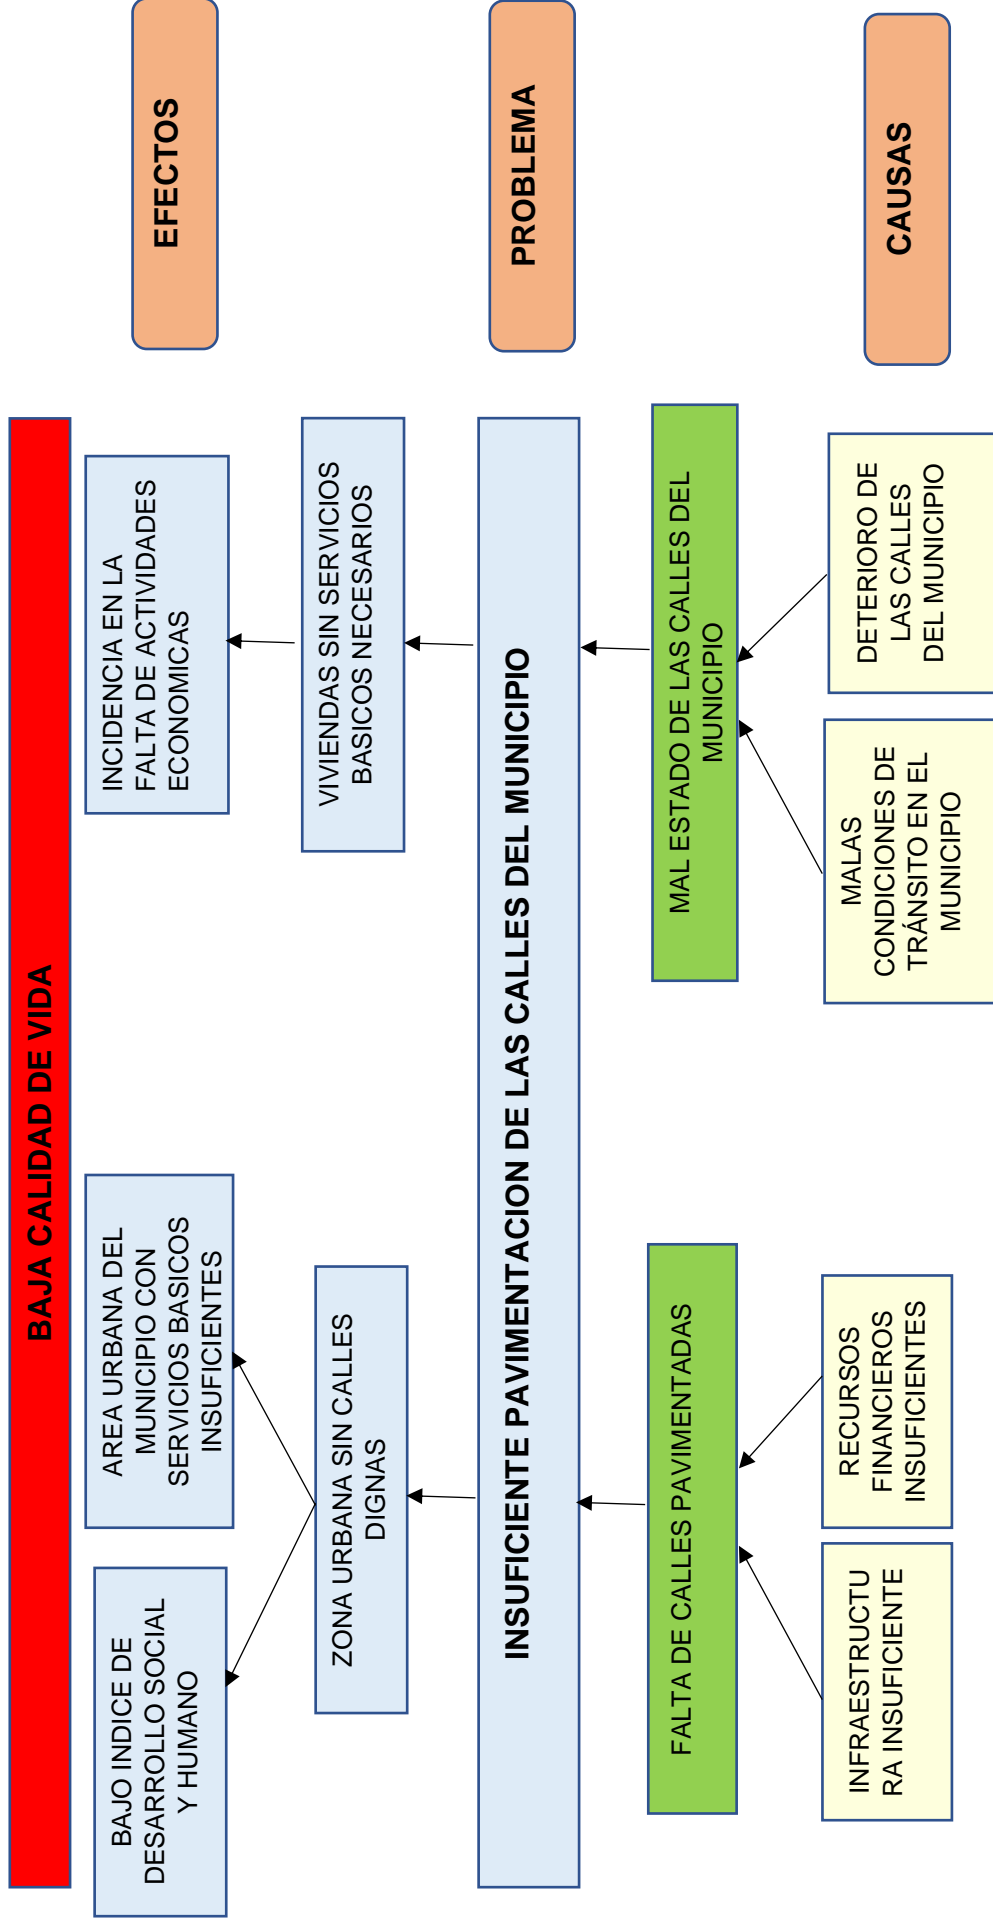 BAJA CALIDAD DE VIDA
BAJO INDICE DE
DESARROLLO SOCIAL
Y HUMANO
AREA URBANA DEL
MUNICIPIO CON
SERVICIOS BASICOS
INSUFICIENTES
INCIDENCIA EN LA
FALTA DE ACTIVIDADES
ECONOMICAS
EFECTOS
ZONA URBANA SIN CALLES
DIGNAS
VIVIENDAS SIN SERVICIOS
BASICOS NECESARIOS
INSUFICIENTE PAVIMENTACION DE LAS CALLES DEL MUNICIPIO
PROBLEMA
FALTA DE CALLES PAVIMENTADAS
MAL ESTADO DE LAS CALLES DEL
MUNICIPIO
INFRAESTRUCTU
RA INSUFICIENTE
RECURSOS
FINANCIEROS
INSUFICIENTES
MALAS
CONDICIONES DE
TRÁNSITO EN EL
MUNICIPIO
DETERIORO DE
LAS CALLES
DEL MUNICIPIO
CAUSAS